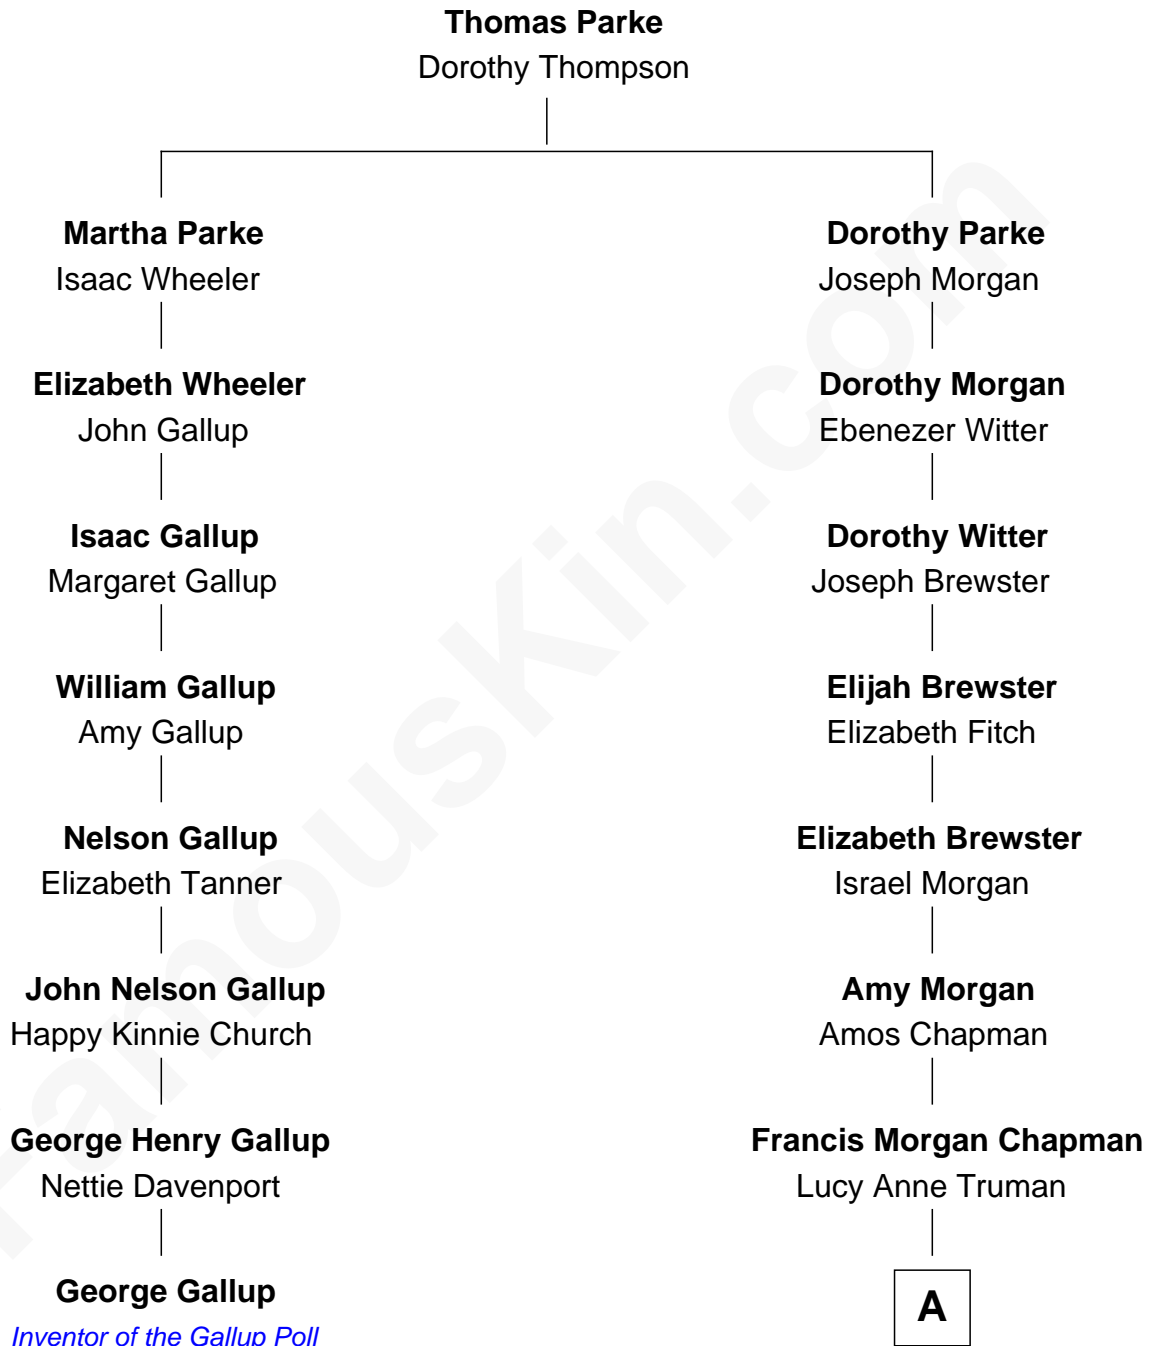 Thomas Parke
Dorothy Thompson
Martha Parke
Isaac Wheeler
Elizabeth Wheeler
John Gallup
Isaac Gallup
Margaret Gallup
William Gallup
Amy Gallup
Nelson Gallup
Elizabeth Tanner
John Nelson Gallup
Happy Kinnie Church
George Henry Gallup
Nettie Davenport
George Gallup
Inventor of the Gallup Poll
Dorothy Parke
Joseph Morgan
Dorothy Morgan
Ebenezer Witter
Dorothy Witter
Joseph Brewster
Elijah Brewster
Elizabeth Fitch
Elizabeth Brewster
Israel Morgan
Amy Morgan
Amos Chapman
Francis Morgan Chapman
Lucy Anne Truman
A
FamousKin.com